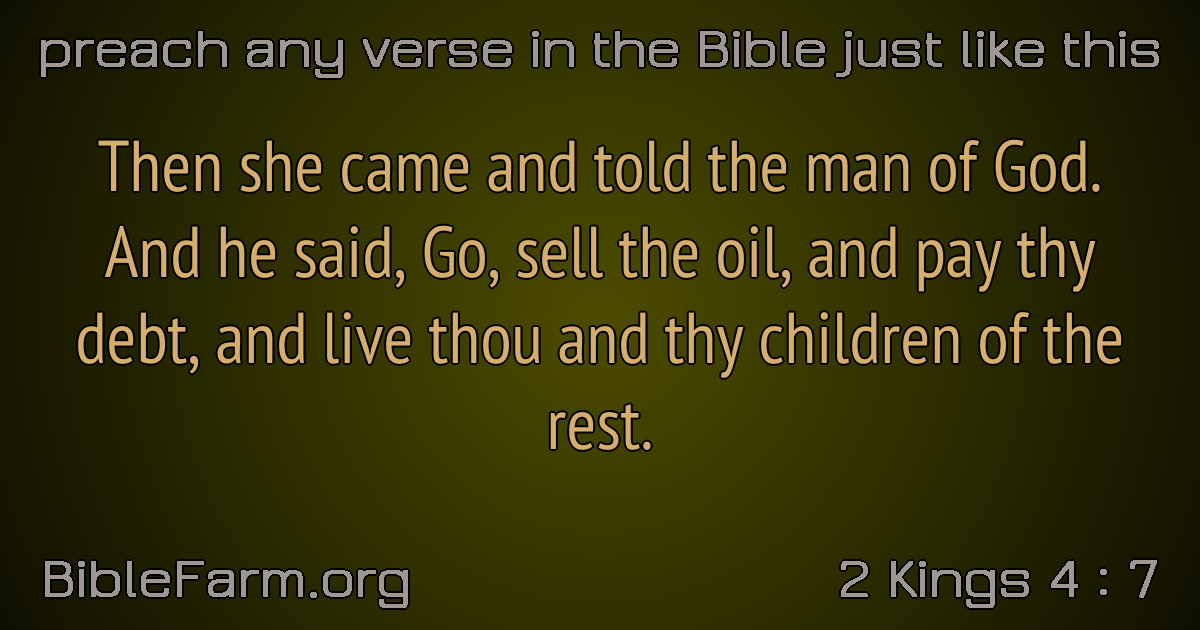 preach any verse in the Bible just like this
Then she came and told the man of God.
And he said, Go, sell the oil, and pay thy
debt, and live thou and thy children of the
rest.
BibleFarm.org
2 Kings 4 : 7